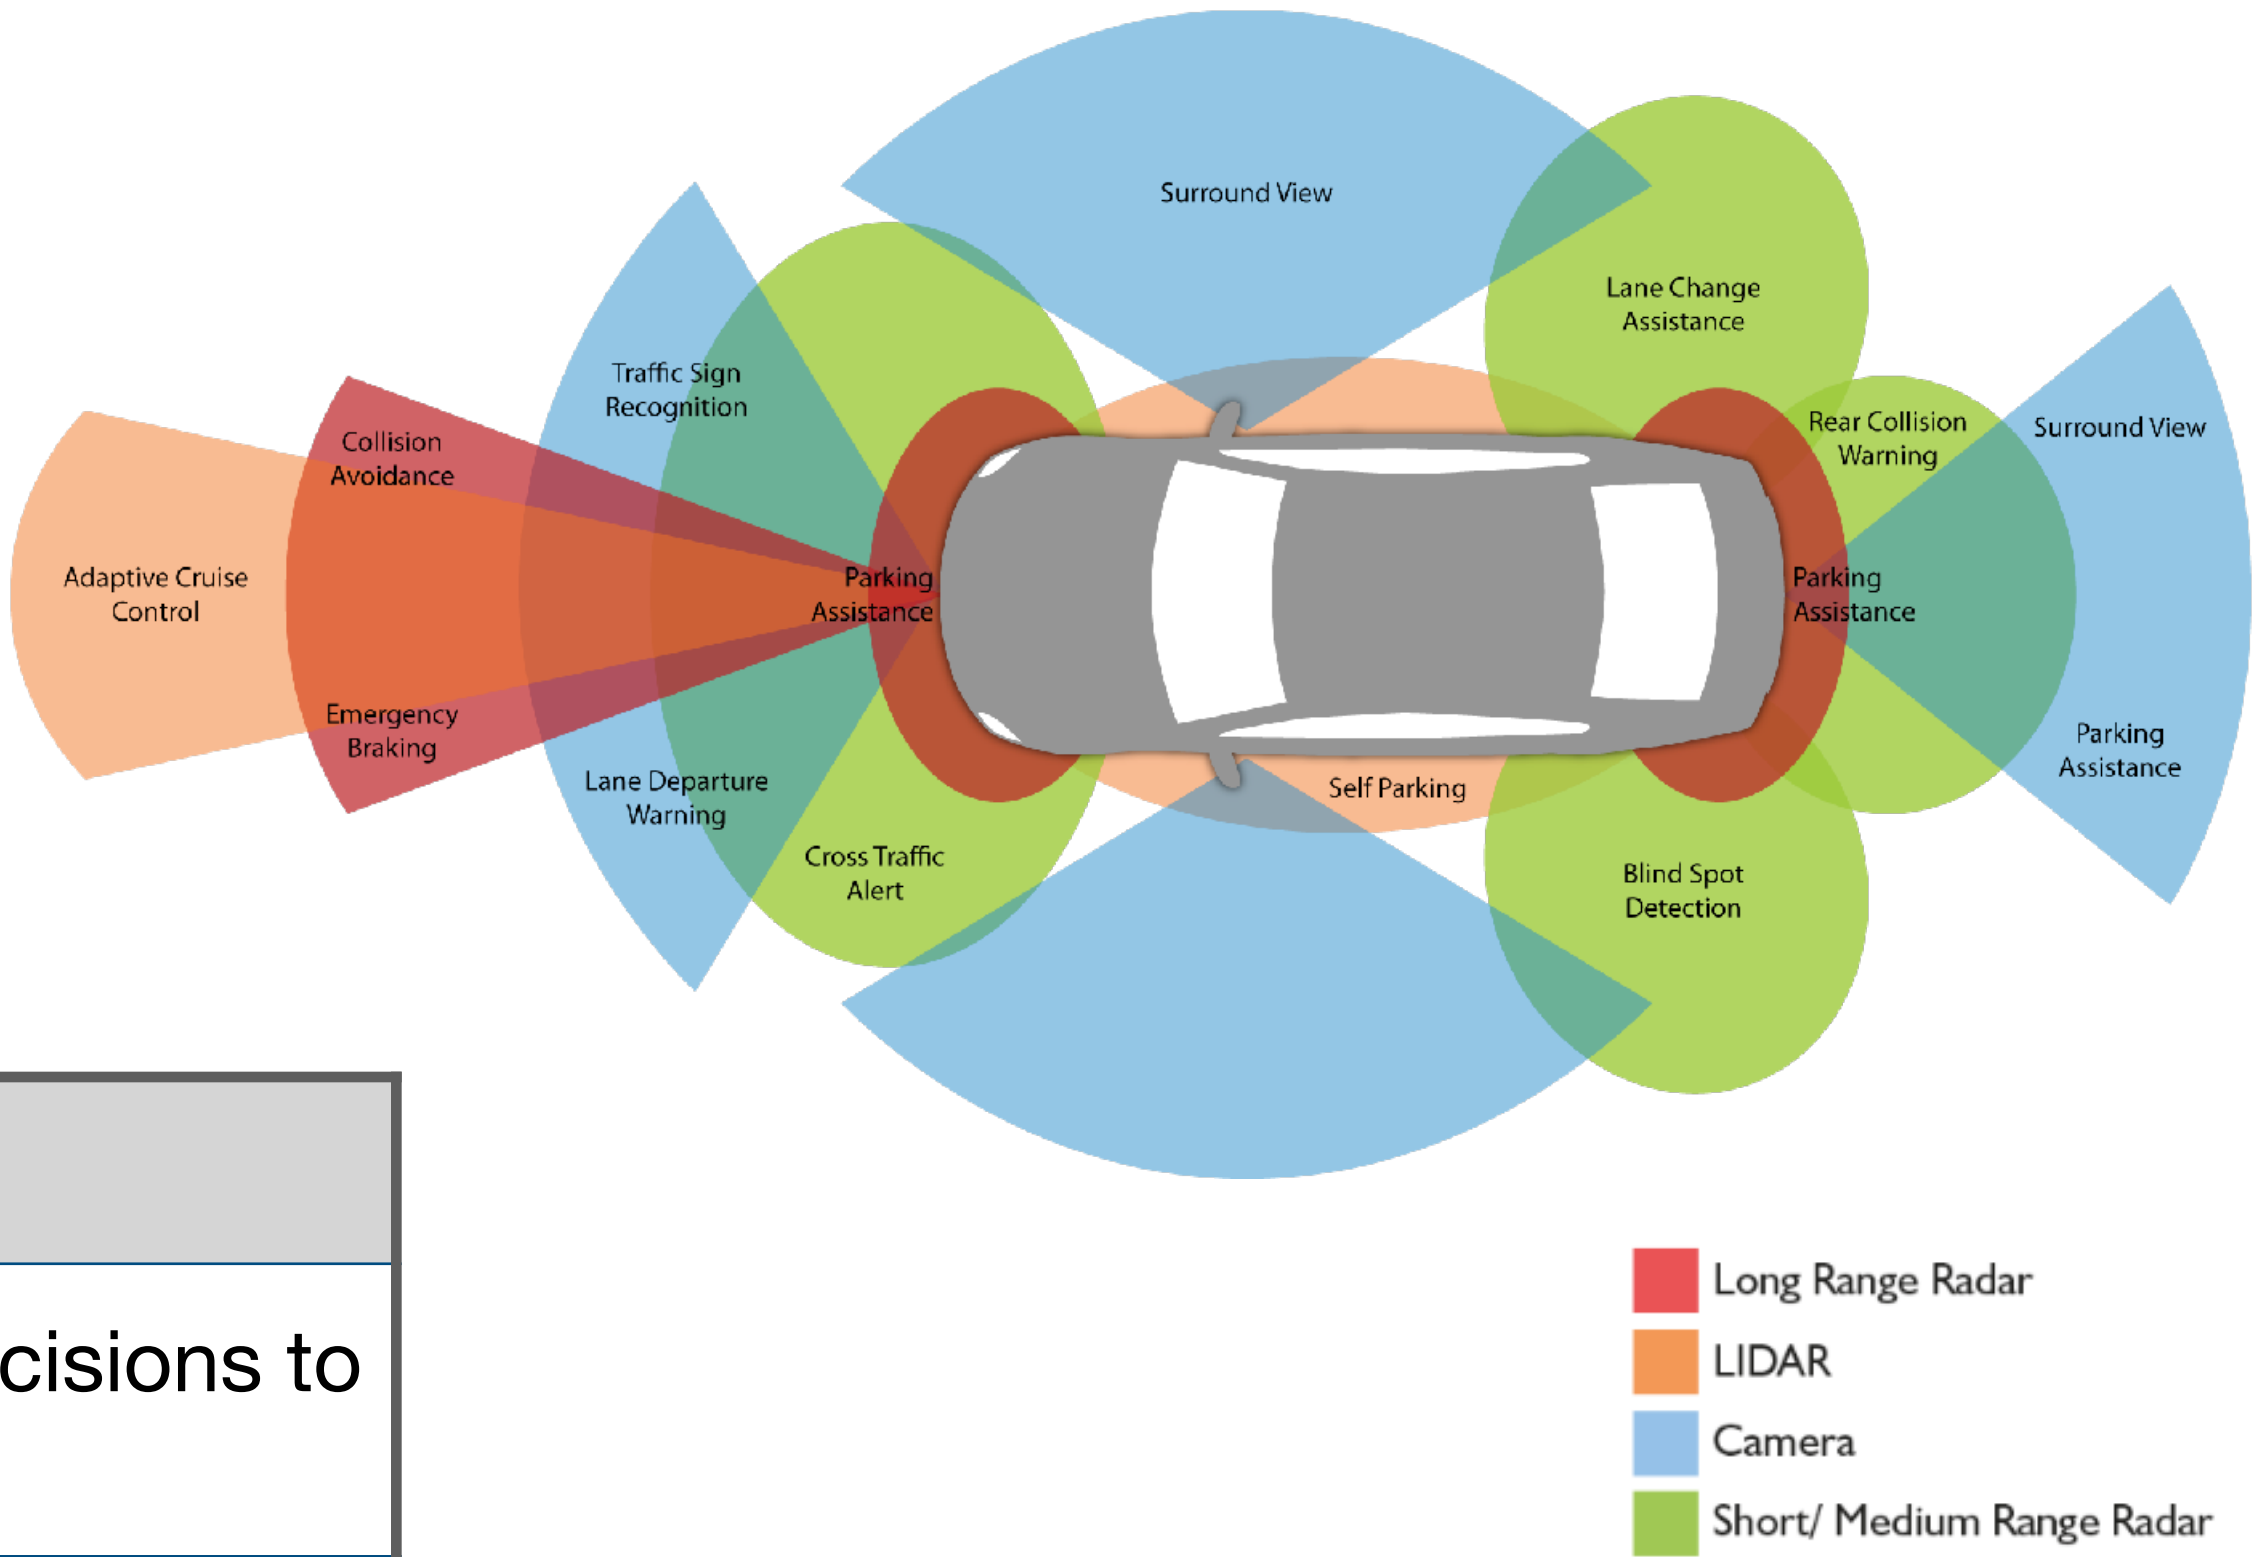 Surround View
Lane Change
Assistance
Traffic Sign
Recognition
Collision
Avoidance
Rear Collision
Warning
Surround View
Adaptive Cruise
Control
Parking
Assistance
Parking
Assistance
Emergency
Braking
Lane Departure
Warning
Self Parking
Parking
Assistance
Cross Traffic
Alert
Blind Spot
Detection
cisions to
Long Range Radar
LIDAR
Camera
Short/ Medium Range Radar